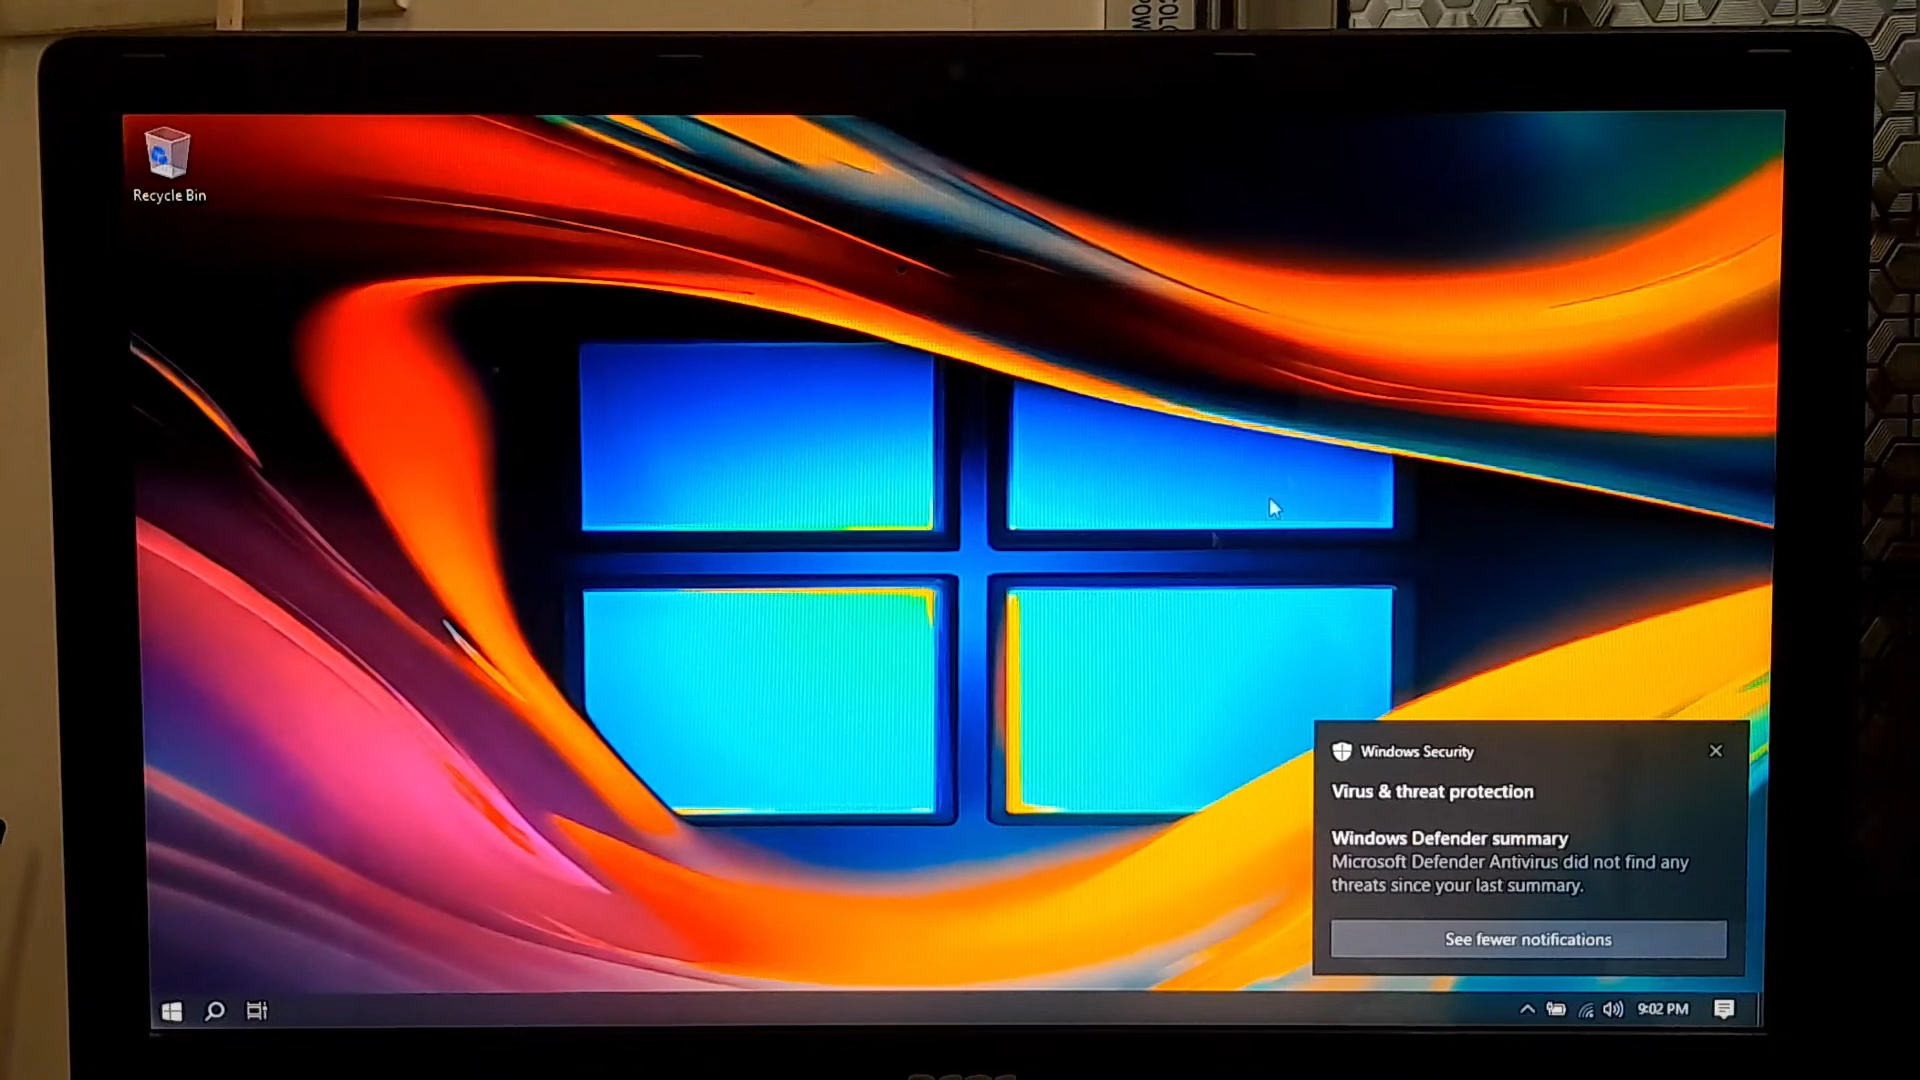 Recycle Bin
Windows Security
Virus & threat protection
Windows Defender summary
Microsoft Defender Antivirus did not find any
threats since your last summary.
See fewer notifications
9:02 PM